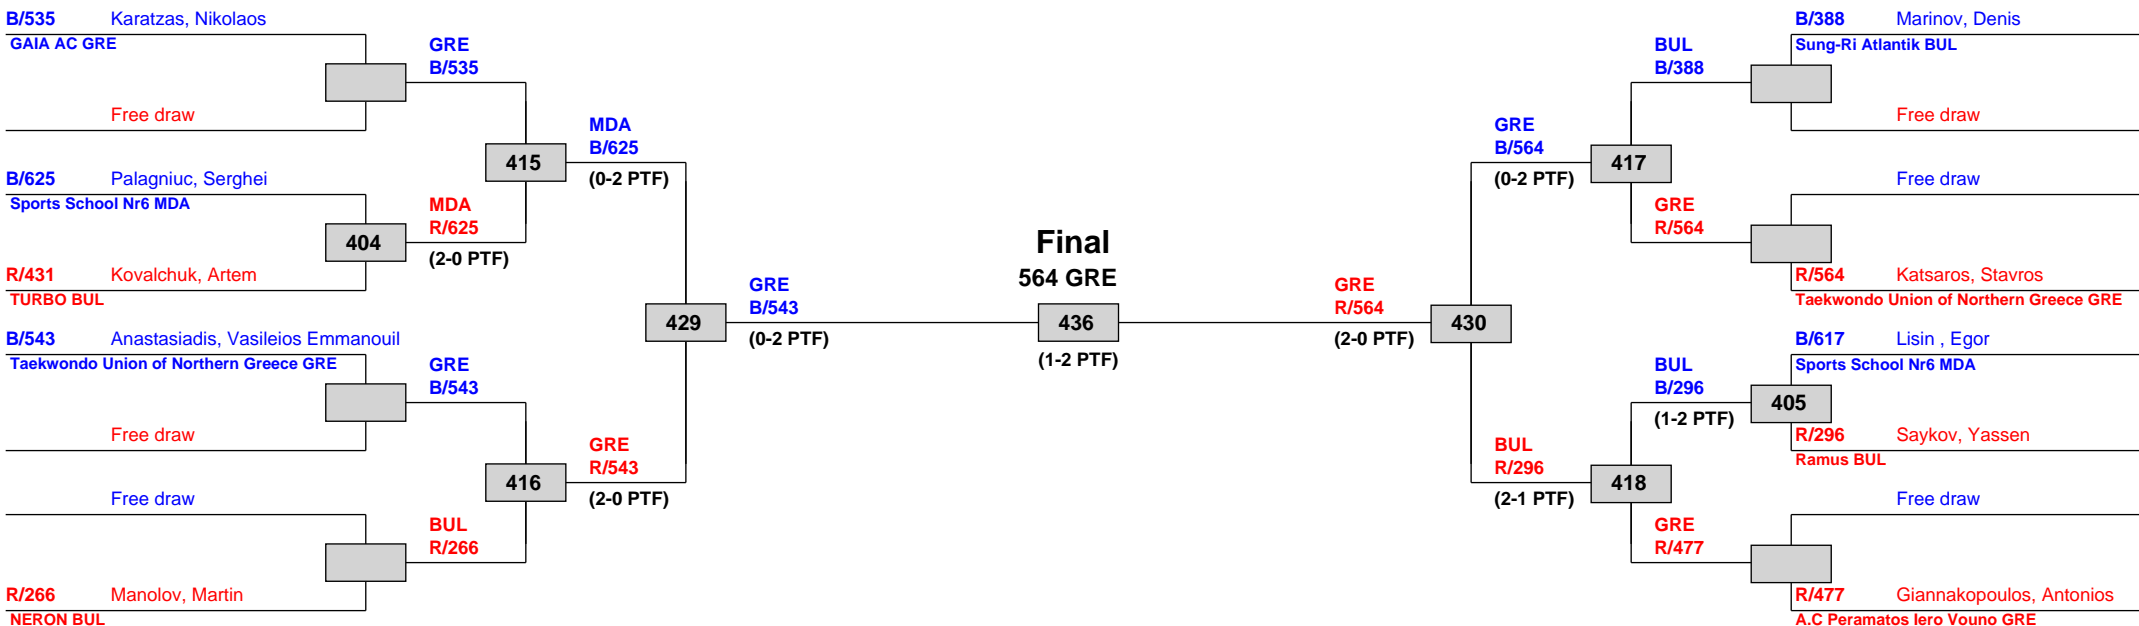 B/535 Karatzas, Nikolaos
GAIA AC GRE
Free draw
B/625 Palagniuc, Serghei
Sports School Nr6 MDA
R/431 Kovalchuk, Artem
TURBO BUL
B/543 Anastasiadis, Vasileios Emmanouil
Taekwondo Union of Northern Greece GRE
Free draw
Free draw
R/266 Manolov, Martin
NERON BUL
GRE
B/535
404
MDA
R/625
(2-0 PTF)
GRE
B/543
BUL
R/266
415
MDA
B/625
(0-2 PTF)
416
GRE
R/543
(2-0 PTF)
429
GRE
B/543
(0-2 PTF)
Final
564 GRE
436
(1-2 PTF)
GRE
R/564
(2-0 PTF)
430
GRE
B/564
(0-2 PTF)
417
BUL
R/296
(2-1 PTF)
418
BUL
B/388
GRE
R/564
BUL
B/296
(1-2 PTF)
405
GRE
R/477
B/388 Marinov, Denis
Sung-Ri Atlantik BUL
Free draw
Free draw
R/564 Katsaros, Stavros
Taekwondo Union of Northern Greece GRE
B/617 Lisin , Egor
Sports School Nr6 MDA
R/296 Saykov, Yassen
Ramus BUL
Free draw
R/477 Giannakopoulos, Antonios
A.C Peramatos Iero Vouno GRE